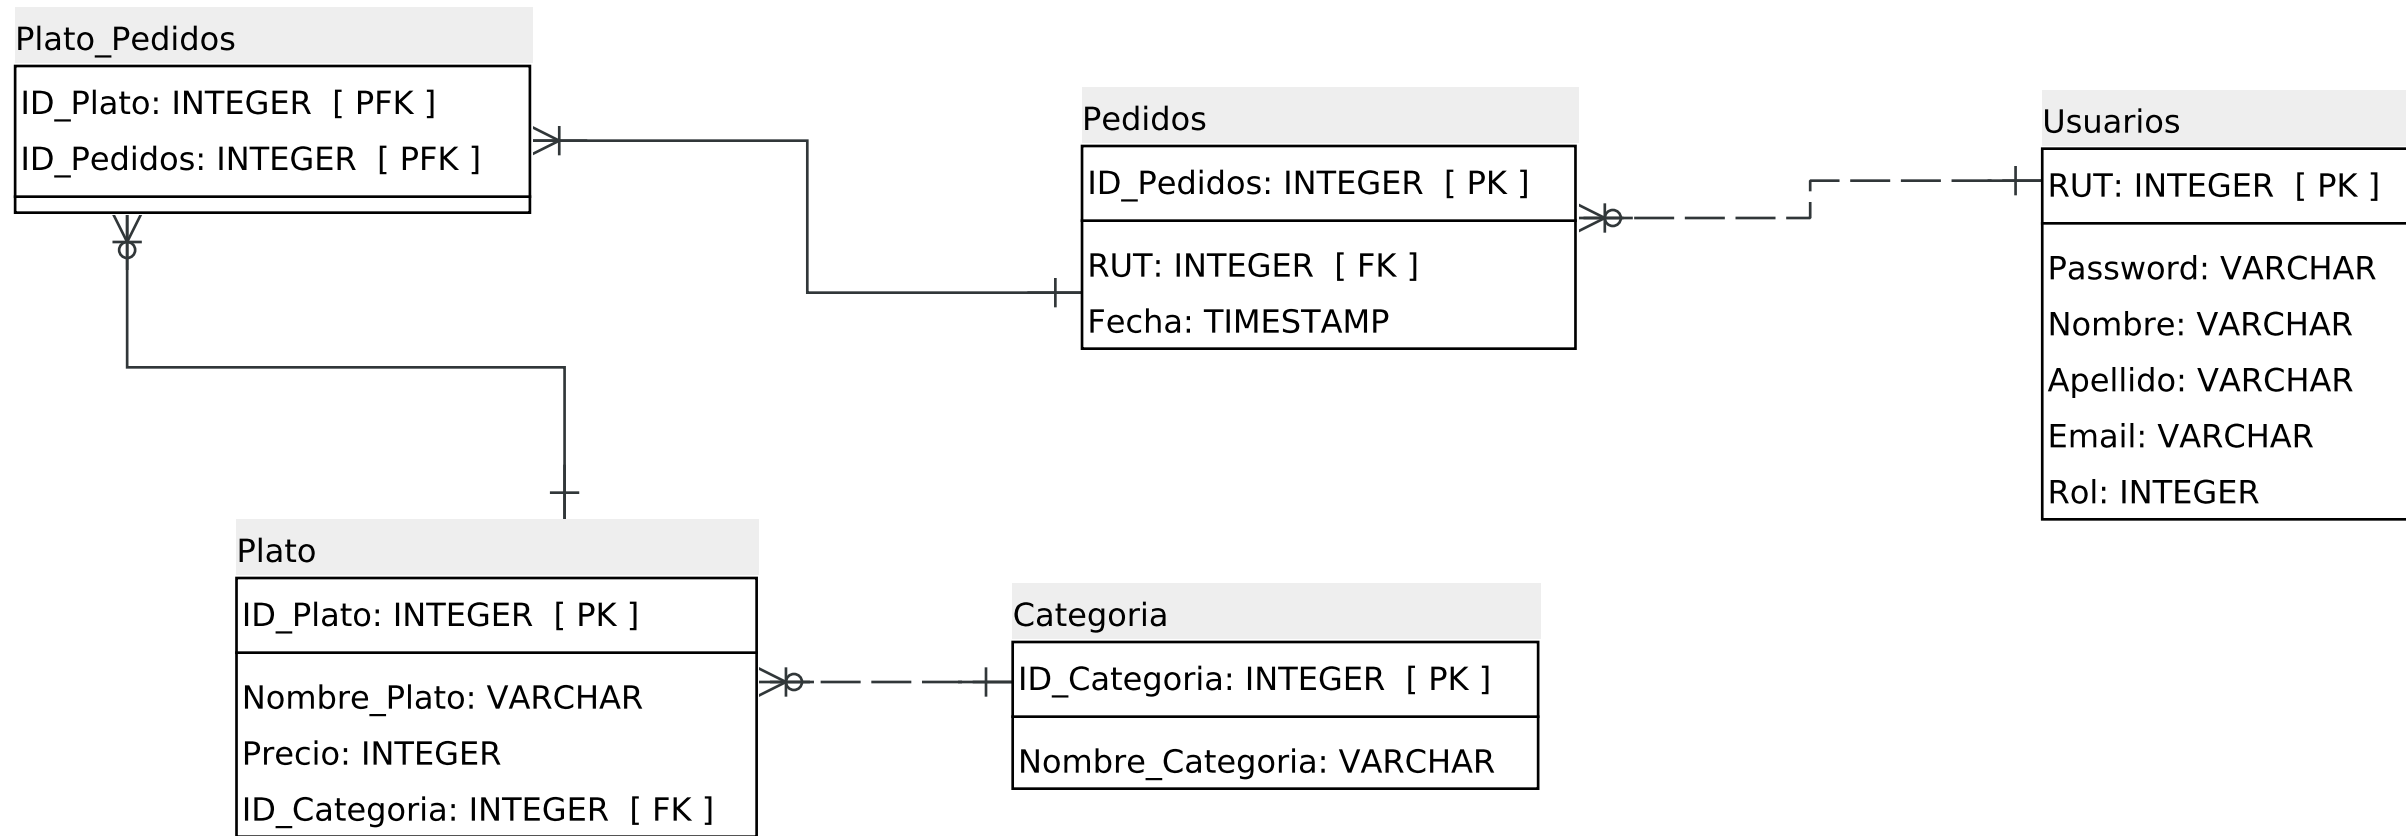 Plato_Pedidos
ID_Plato: INTEGER [ PFK ]
ID_Pedidos: INTEGER [ PFK ]
Pedidos
ID_Pedidos: INTEGER [ PK ]
RUT: INTEGER [ FK ]
Fecha: TIMESTAMP
Usuarios
RUT: INTEGER [ PK ]
Password: VARCHAR
Nombre: VARCHAR
Apellido: VARCHAR
Email: VARCHAR
Rol: INTEGER
Plato
ID_Plato: INTEGER [ PK ]
Nombre_Plato: VARCHAR
Precio: INTEGER
ID_Categoria: INTEGER [ FK ]
Categoria
ID_Categoria: INTEGER [ PK ]
Nombre_Categoria: VARCHAR